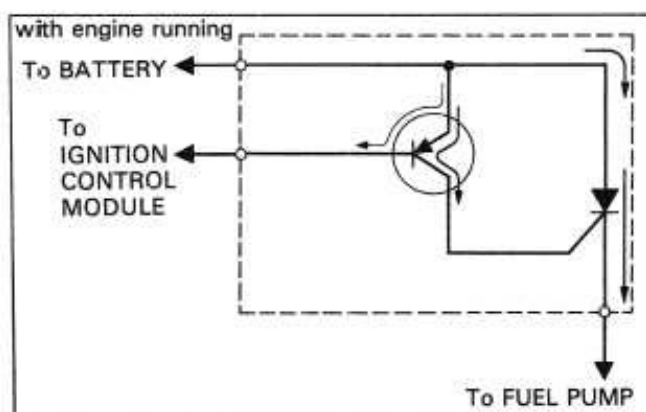 with engine running
To BATTERY
To
IGNITION
CONTROL
MODULE
To FUEL PUMP